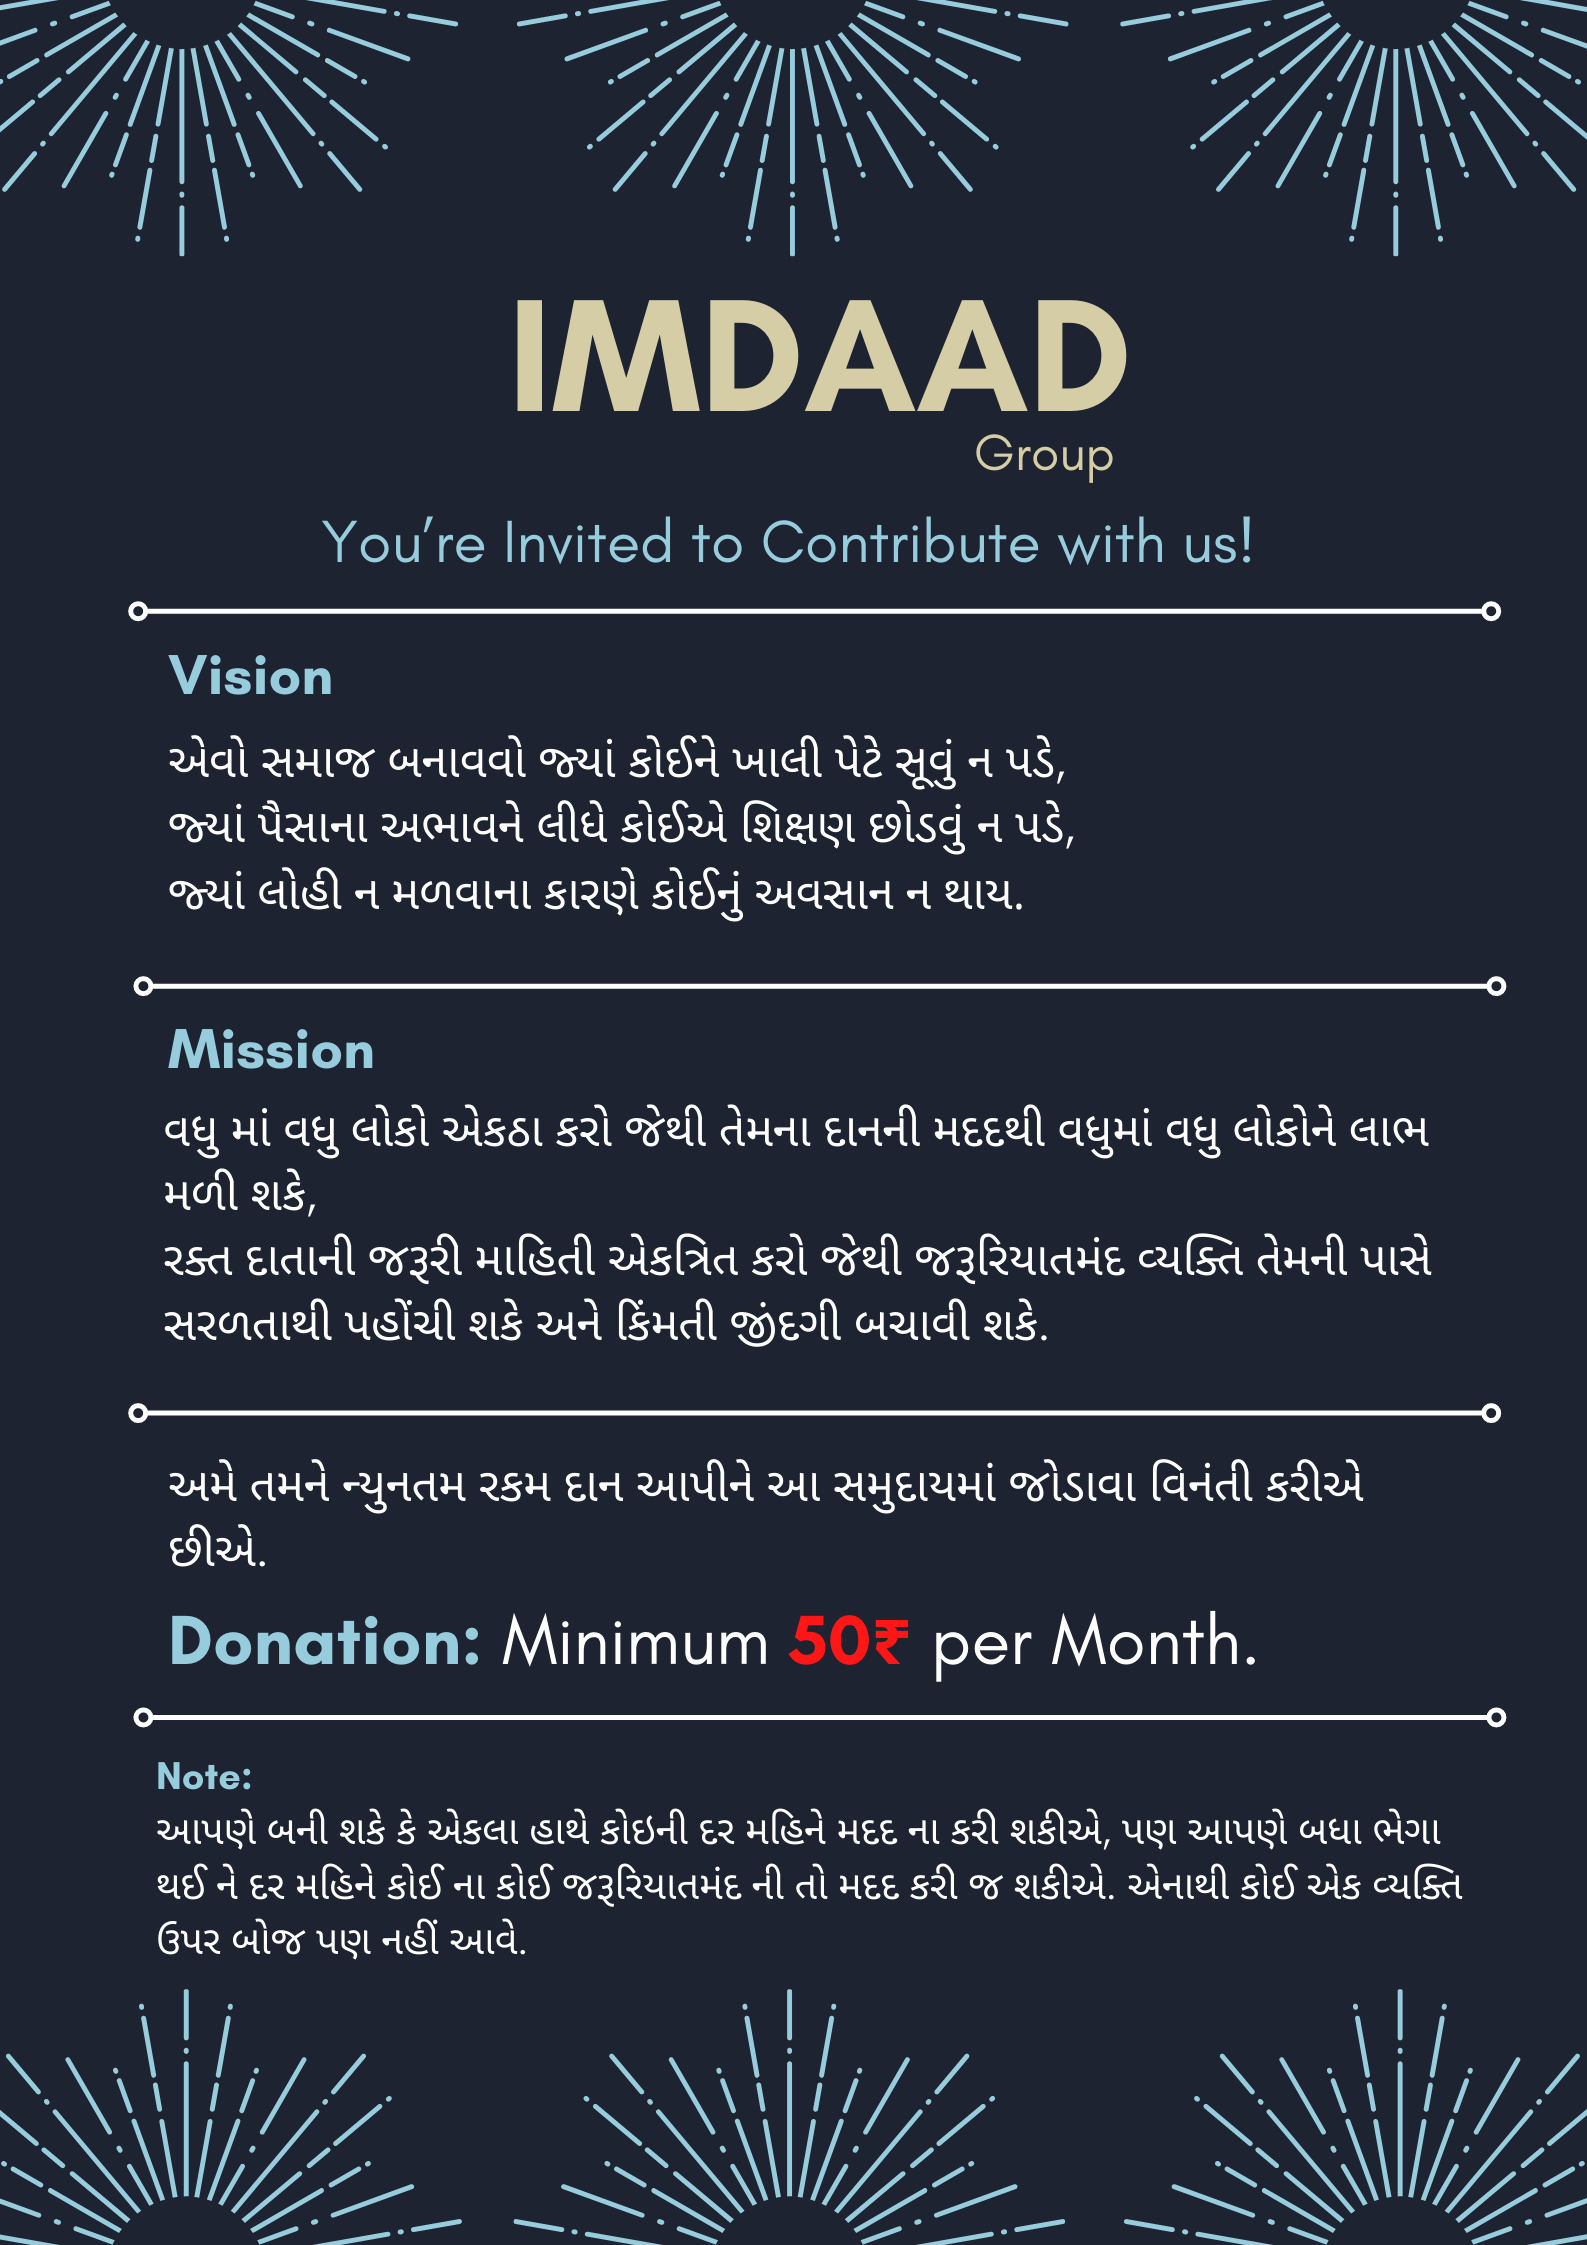 IMDAAD
Group
You're Invited to Contribute with us!
Vision
એવો સમાજ બનાવવો જ્યાં કોઈને ખાલી પેટે સૂવું ન પડે,
જ્યાં પૈસાના અભાવને લીધે કોઈએ શિક્ષણ છોડવું ન પડે,
જ્યાં લોહી ન મળવાના કારણે કોઈનું અવસાન ન થાય.
Mission
વધુ માં વધુ લોકો એકઠા કરો જેથી તેમના દાનની મદદથી વધુમાં વધુ લોકોને લાભ
મળી શકે,
રક્ત દાતાની જરૂરી માહિતી એકત્રિત કરો જેથી જરૂરિયાતમંદ વ્યક્તિ તેમની પાસે
સરળતાથી પહોંચી શકે અને કિંમતી જીંદગી બચાવી શકે.
અમે તમને ન્યુનતમ રકમ દાન આપીને આ સમુદાયમાં જોડાવા વિનંતી કરીએ
છીએ.
Donation: Minimum 50₹ per Month.
Note:
આપણે બની શકે કે એકલા હાથે કોઇની દર મહિને મદદ ના કરી શકીએ, પણ આપણે બધા ભેગા
થઈ ને દર મહિને કોઈ ના કોઈ જરૂરિયાતમંદ ની તો મદદ કરી જ શકીએ. એનાથી કોઈ એક વ્યક્તિ
ઉપર બોજ પણ નહીં આવે.